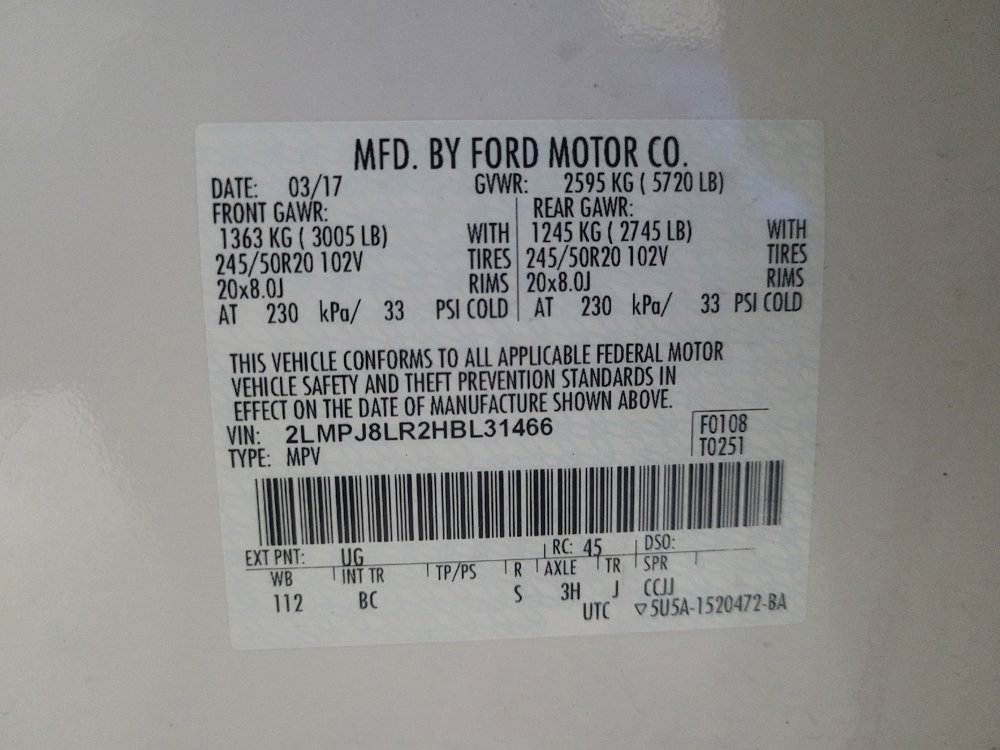 MFD. BY FORD MOTOR CO.
DATE: 03/17 GVWR: 2595 KG ( 5720 LB)
FRONT GAWR: REAR GAWR:
1363 KG ( 3005 LB) WITH 1245 KG ( 2745 LB) WITH
245/50R20 102V TIRES 245/50R20 102V TIRES
20x8.0J RIMS 20x8.0J RIMS
AT 230 kPa/ 33 PSI COLD AT 230 kPa/ 33 PSI COLD
THIS VEHICLE CONFORMS TO ALL APPLICABLE FEDERAL MOTOR
VEHICLE SAFETY AND THEFT PREVENTION STANDARDS IN
EFFECT ON THE DATE OF MANUFACTURE SHOWN ABOVE.
VIN: 2LMPJ8LR2HBL31466 F0108
TYPE: MPV T0251
EXT PNT: UG RC: 45 DSO:
WB INT TR TP/PS R AXLE TR SPR
112 BC S 3H J CCJJ
UTC ▽5U5A-1520472-BA